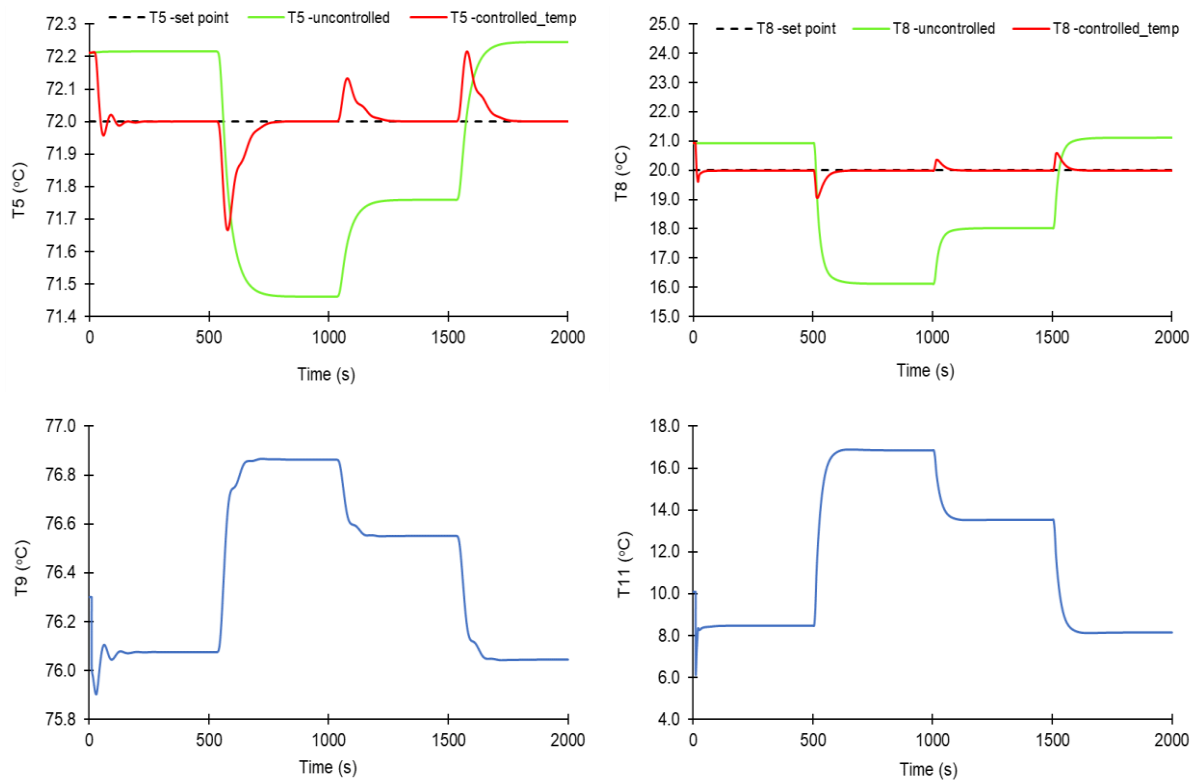 T5 -set point T5 -uncontrolled T5 -controlled_temp
72.3
72.2
72.1
72.0
71.9
71.8
71.7
71.6
71.5
71.4
T5 (°C)
0 500 1000 1500 2000
Time (s)
T8 -set point T8 -uncontrolled T8 -controlled_temp
25.0
24.0
23.0
22.0
21.0
20.0
19.0
18.0
17.0
16.0
15.0
T8 (°C)
0 500 1000 1500 2000
Time (s)
77.0
76.8
76.6
76.4
76.2
76.0
75.8
T9 (°C)
0 500 1000 1500 2000
Time (s)
18.0
16.0
14.0
12.0
10.0
8.0
6.0
4.0
T11 (°C)
0 500 1000 1500 2000
Time (s)